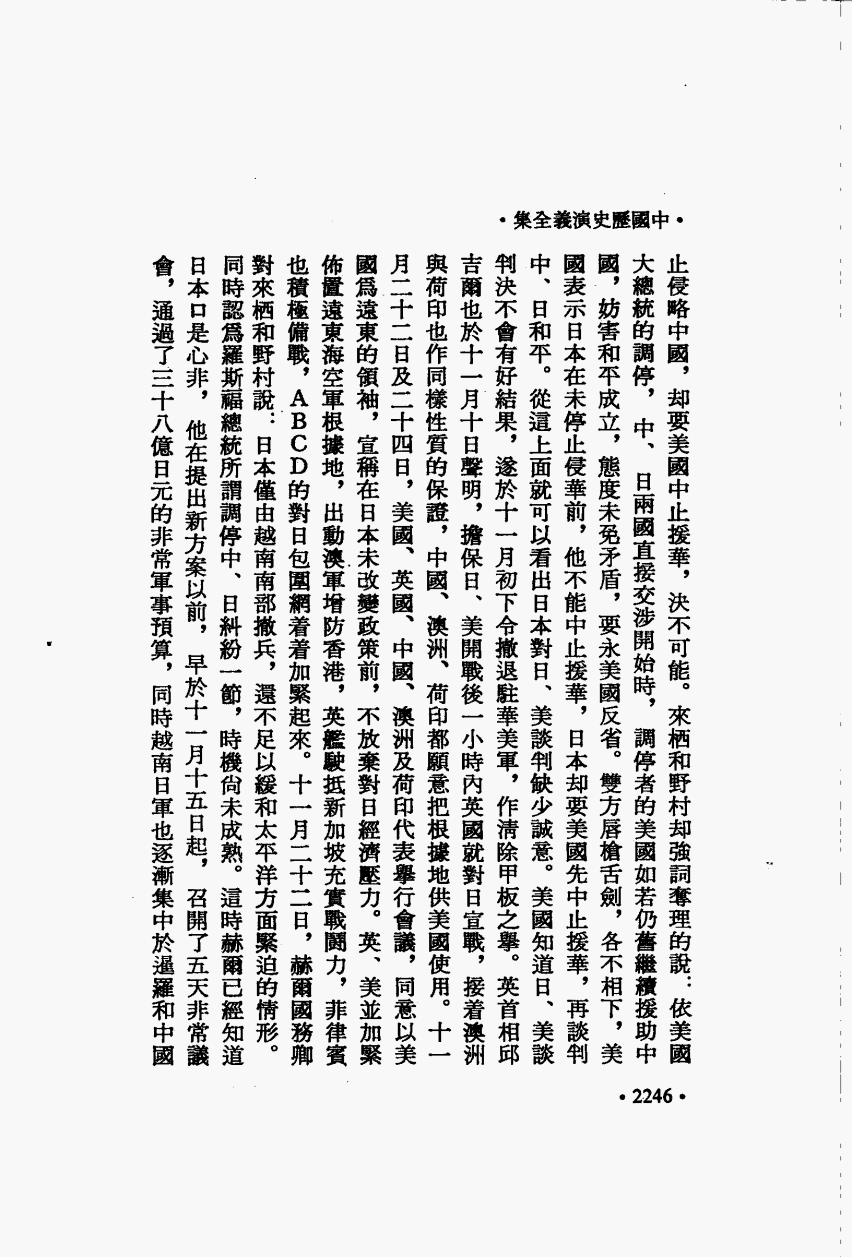 •中國歷史演義全集•
止侵略中國，却要美國中止援華，決不可能。來栖和野村却強詞奪理的說：依美國
大總統的調停，中、日兩國直接交涉開始時，調停者的美國如若仍舊繼續援助中
國，妨害和平成立，態度未免矛盾，要永美國反省。雙方唇槍舌劍，各不相下，美
國表示日本在未停止侵華前，他不能中止援華，日本却要美國先中止援華，再談判
中、日和平。從這上面就可以看出日本對日、美談判缺少誠意。美國知道日、美談
判決不會有好結果，遂於十一月初下令撤退駐華美軍，作清除甲板之舉。英首相邱
吉爾也於十一月十日聲明，擔保日、美開戰後一小時內英國就對日宣戰，接着澳洲
與荷印也作同樣性質的保證，中國、澳洲、荷印都願意把根據地供美國使用。十一
月二十二日及二十四日，美國、英國、中國、澳洲及荷印代表舉行會議，同意以美
國爲遠東的領袖，宣稱在日本未改變政策前，不放棄對日經濟壓力。英、美並加緊
佈置遠東海空軍根據地，出動澳軍增防香港，英艦駛抵新加坡充實戰鬪力，菲律賓
也積極備戰，ABCD的對日包圍網着着加緊起來。十一月二十二日，赫爾國務卿
對來栖和野村說：日本僅由越南南部撤兵，還不足以緩和太平洋方面緊迫的情形。
同時認爲羅斯福總統所謂調停中、日糾紛一節，時機尙未成熟。這時赫爾已經知道
日本口是心非，他在提出新方案以前，早於十一月十五日起，召開了五天非常議
會，通過了三十八億日元的非常軍事預算，同時越南日軍也逐漸集中於暹羅和中國
•2246•